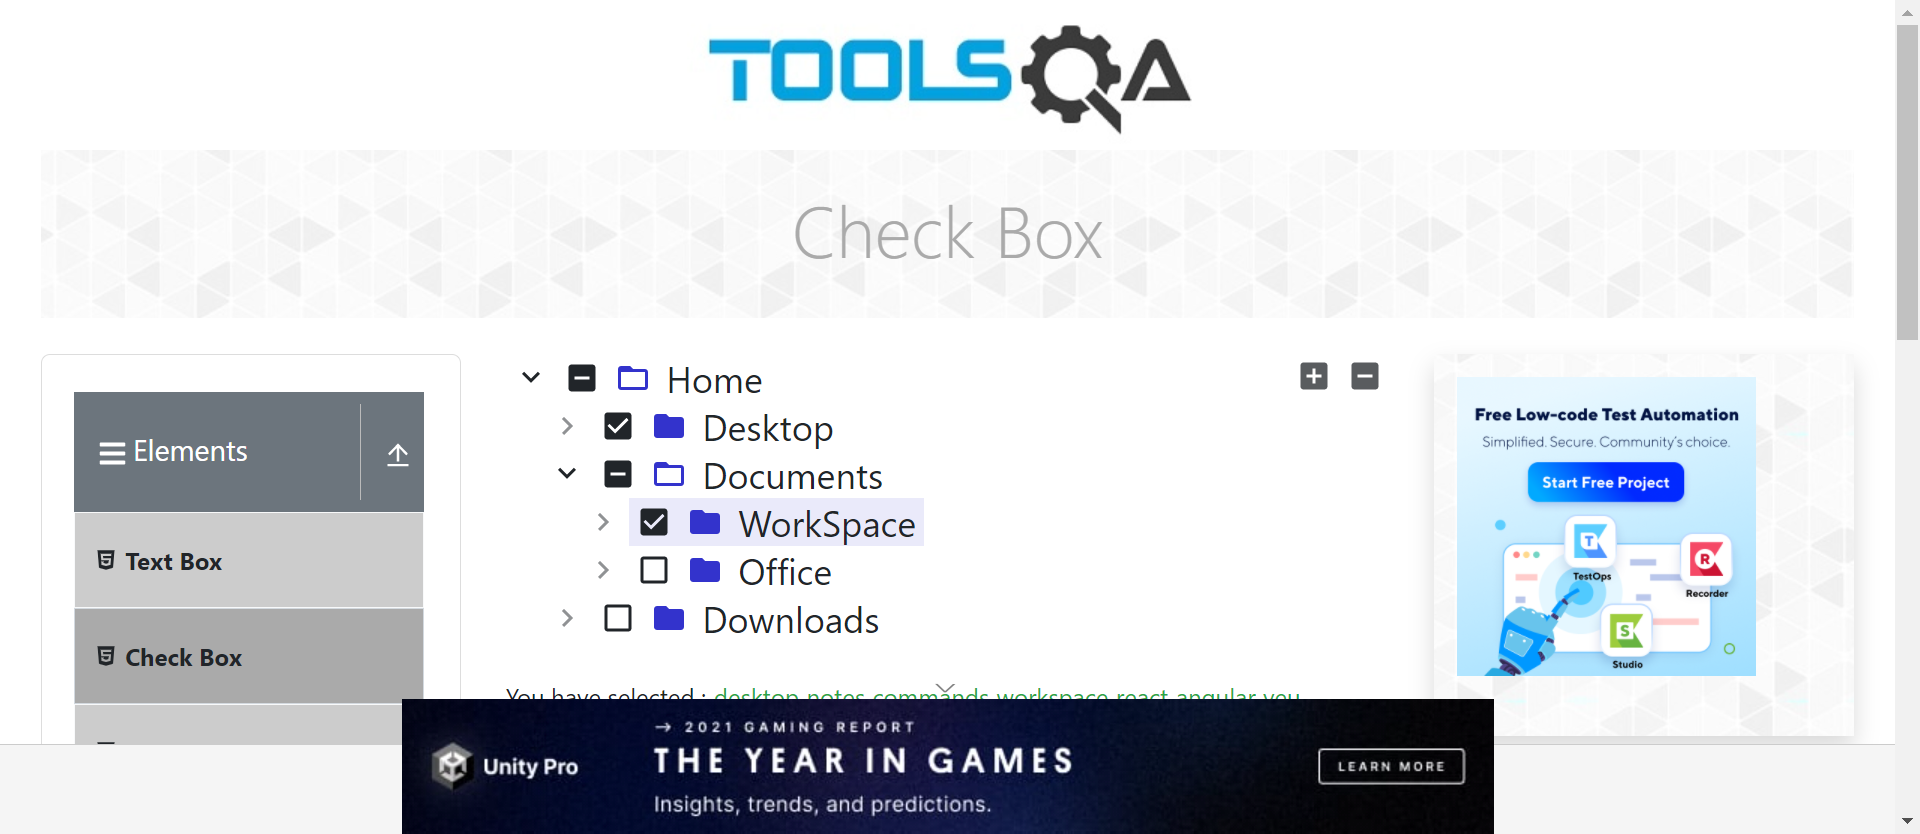 TOOLSQA
Check Box
Elements
Text Box
Check Box
Home
Desktop
Documents
WorkSpace
Office
Downloads
You have selected : desktop notes commands workspace react angular veu
Free Low-code Test Automation
Simplified. Secure. Community's choice.
Start Free Project
TestOps
Recorder
Studio
Unity Pro
→ 2021 GAMING REPORT
THE YEAR IN GAMES
Insights, trends, and predictions.
LEARN MORE